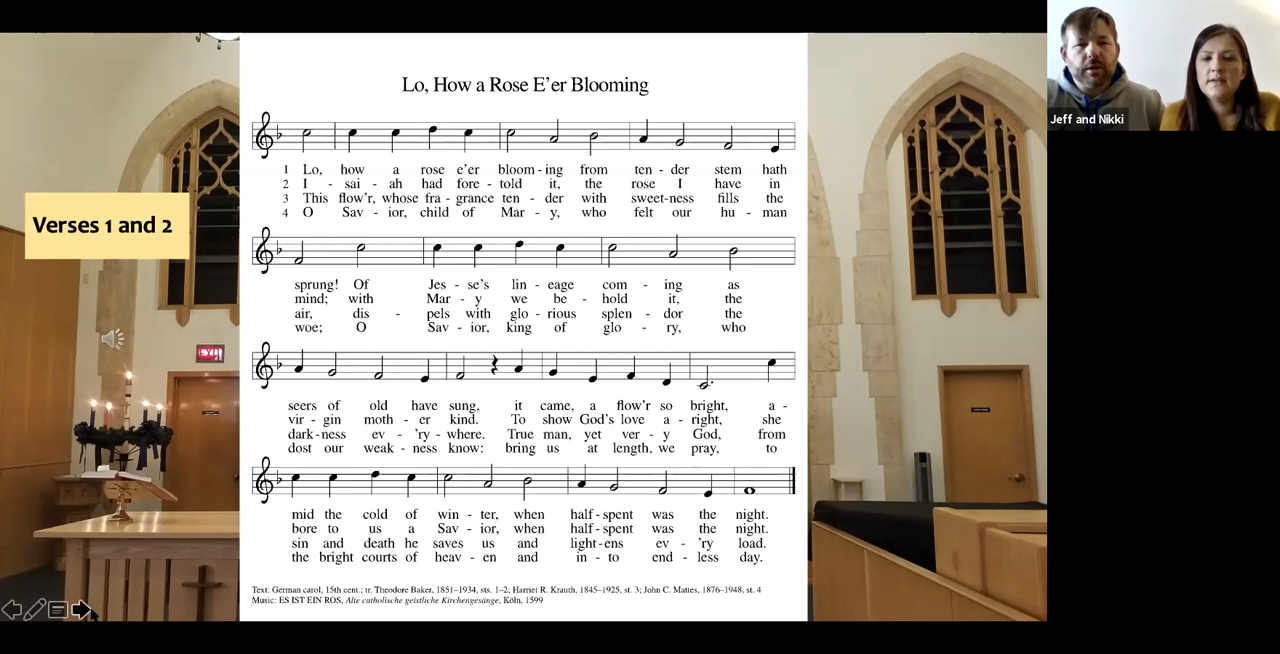 Lo, How a Rose E'er Blooming
Jeff and Nikki
1 Lo, how a rose e'er bloom - ing from ten - der stem hath
2 I - sai - ah had fore - told it, the rose I have in
3 This flow'r, whose fra - grance ten - der with sweet - ness fills the
4 O Sav - ior, child of Mar - y, who felt our hu - man
Verses 1 and 2
sprung! Of Jes - se's lin - eage com - ing as
mind; with Mar - y we be - hold it, the
air, dis - pels with glo - rious splen - dor the
woe; O Sav - ior, king of glo - ry, who
EXIT
seers of old have sung, it came, a flow'r so bright, a -
vir - gin moth - er kind. To show God's love a - right, she
dark - ness ev - 'ry - where. True man, yet ver - y God, from
dost our weak - ness know: bring us at length, we pray, to
mid the cold of win - ter, when half - spent was the night.
bore to us a Sav - ior, when half - spent was the night.
sin and death he saves us and light - ens ev - 'ry load.
the bright courts of heav - en and in - to end - less day.
Text: German carol, 15th cent.; tr. Theodore Baker, 1851–1934, sts. 1–2; Harriet R. Krauth, 1845–1925, st. 3; John C. Mattes, 1876–1948, st. 4
Music: ES IST EIN ROS, Alte catholische geistliche Kirchengesänge, Köln, 1599